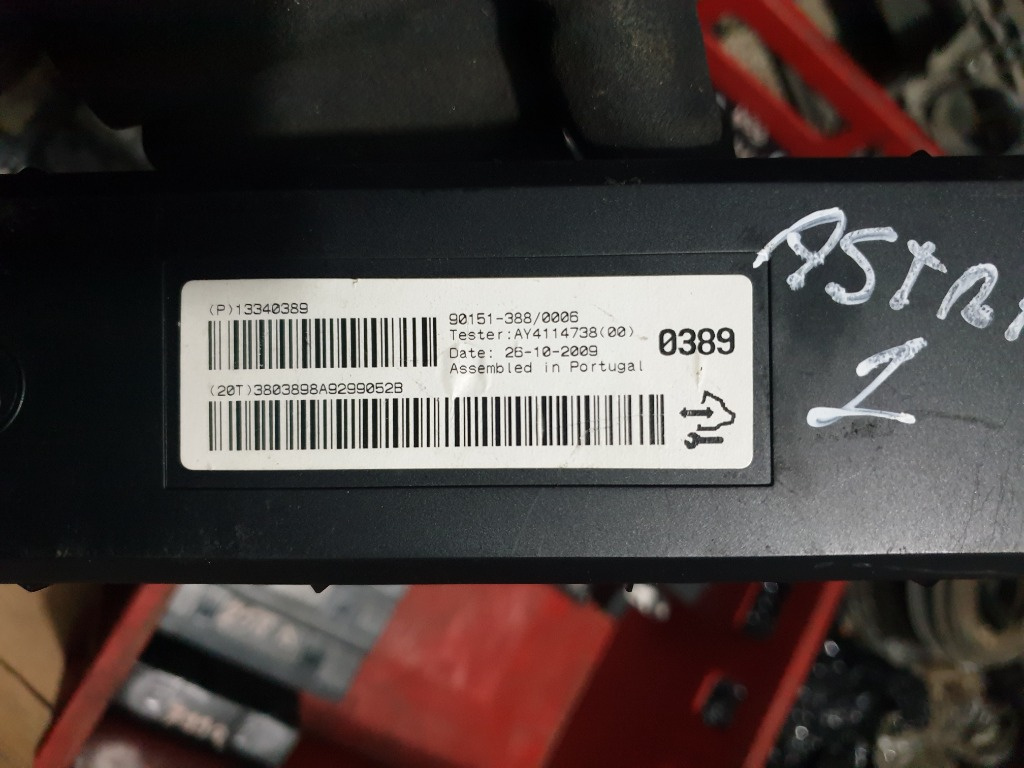 (P)13340389
90151-388/0006
Tester:AY4114738(00)
Date: 26-10-2009
Assembled in Portugal
0389
(20T)3803898A9299052B
ASTRA
1